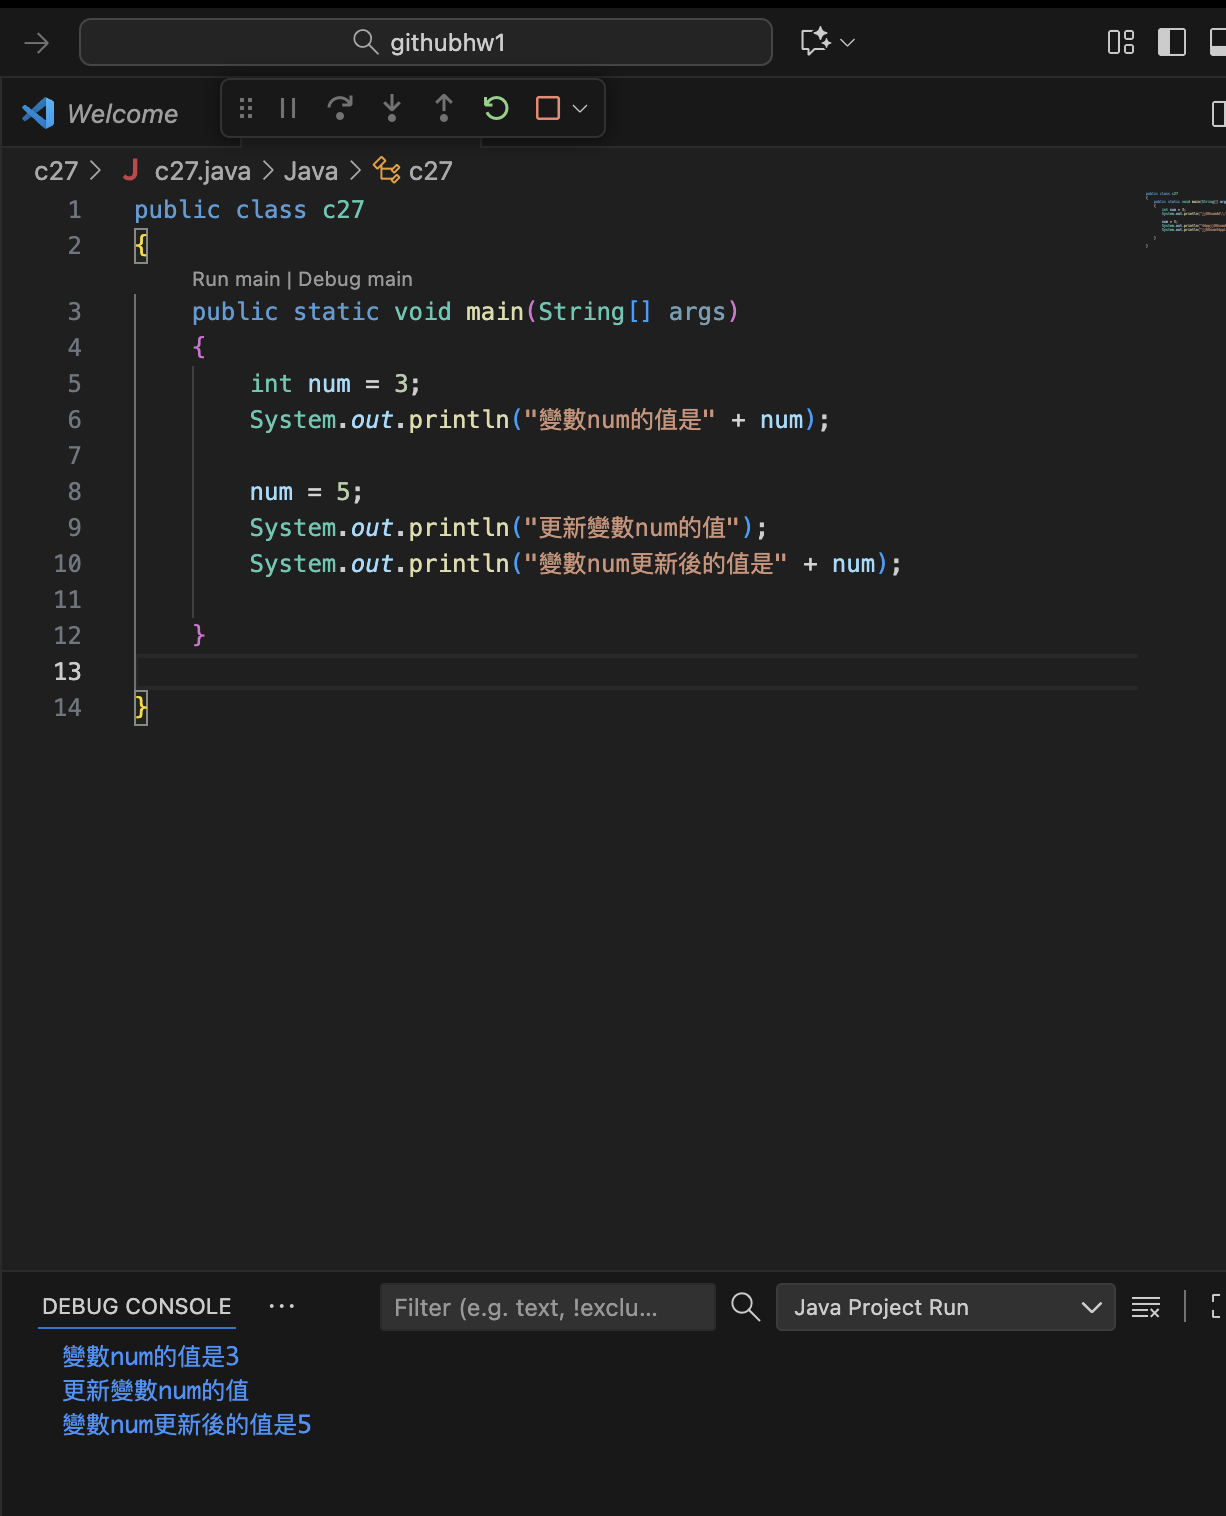 githubhw1
Welcome
c27 > J c27.java > Java > c27
1 public class c27
2 {
Run main | Debug main
3 public static void main(String[] args)
4 {
5 int num = 3;
6 System.out.println("變數num的值是" + num);
7
8 num = 5;
9 System.out.println("更新變數num的值");
10 System.out.println("變數num更新後的值是" + num);
11
12 }
13
14 }
DEBUG CONSOLE ··· Filter (e.g. text, !exclu... Java Project Run
變數num的值是3
更新變數num的值
變數num更新後的值是5